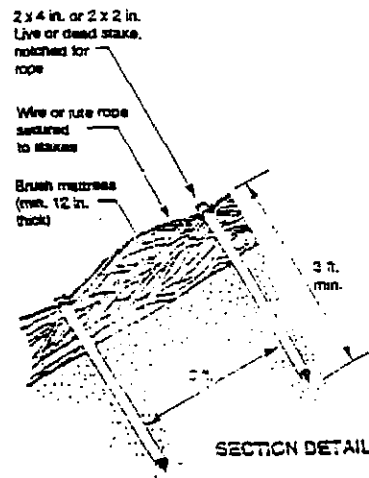 2 x 4 in. or 2 x 2 in.
Live or dead stake,
notched for
rope
Wire or jute rope
secured
to stakes
Brush mattress
(min. 12 in.
thick)
3 ft.
min.
ft.
SECTION DETAIL